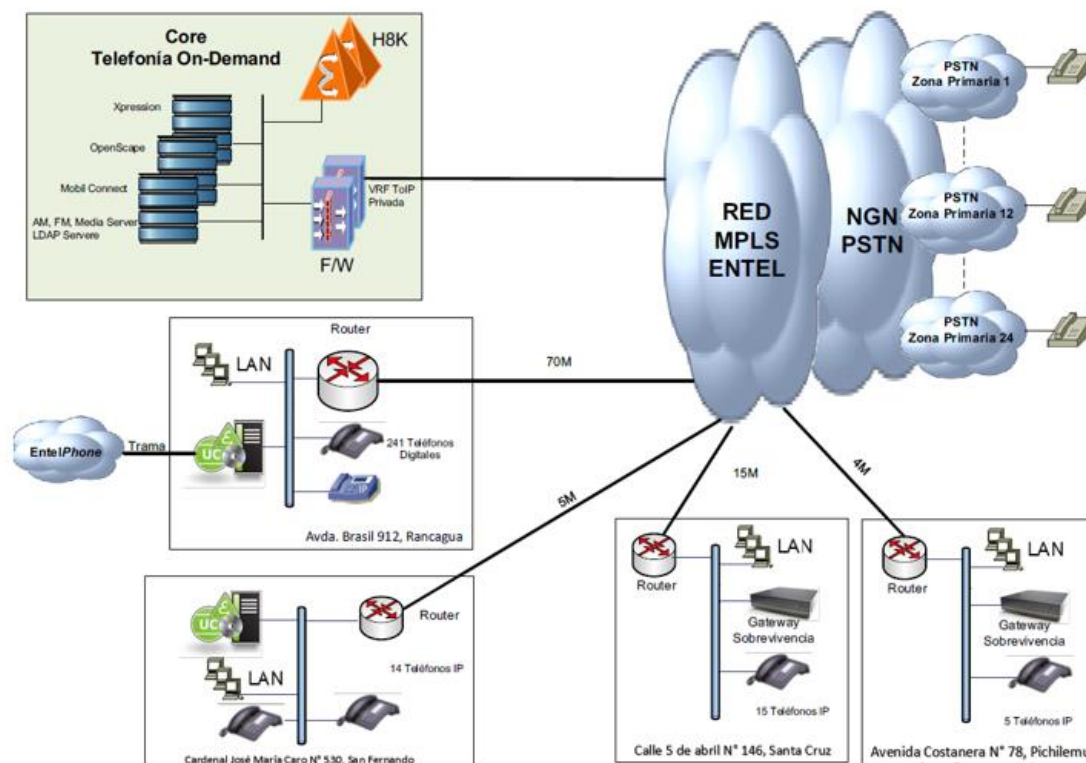 Core
Telefonía On-Demand
H8K
Xpression
OpenScape
Mobil Connect
AM, FM, Media Server
LDAP Servere
VRF ToIP
Privada
F/W
RED
MPLS
ENTEL
NGN
PSTN
PSTN
Zona Primaria 1
PSTN
Zona Primaria 12
PSTN
Zona Primaria 24
Router
LAN
70M
EntelPhone
Trama
UC
241 Teléfonos
Digitales
IP
Avda. Brasil 912, Rancagua
5M
15M
4M
UC
Router
14 Teléfonos IP
LAN
Cardenal José María Caro N° 530, San Fernando
Router
LAN
Gateway
Sobrevivencia
15 Teléfonos IP
Calle 5 de abril N° 146, Santa Cruz
Router
LAN
Gateway
Sobrevivencia
5 Teléfonos IP
Avenida Costanera N° 78, Pichilemu